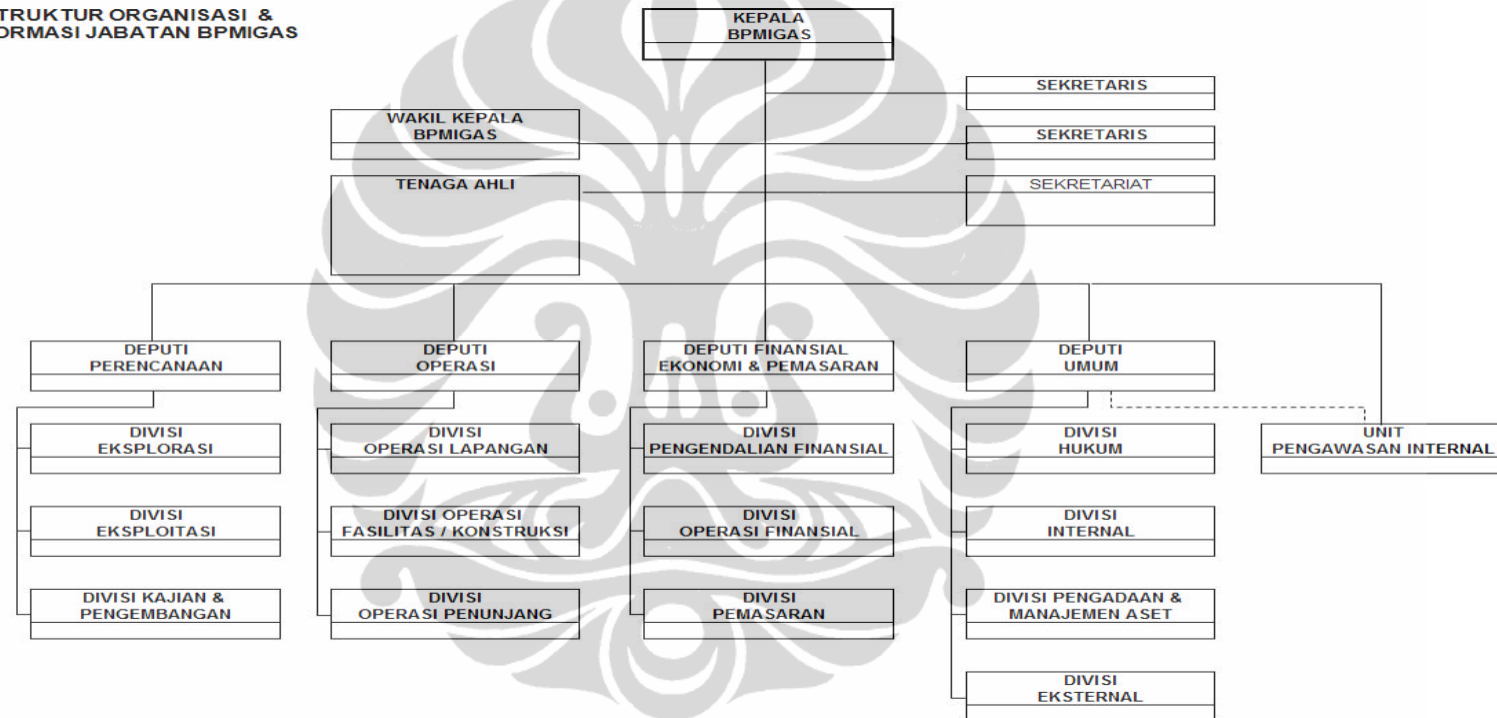 TRUKTUR ORGANISASI &
ORMASI JABATAN BPMIGAS
KEPALA
BPMIGAS
SEKRETARIS
WAKIL KEPALA
BPMIGAS
SEKRETARIS
TENAGA AHLI
SEKRETARIAT
DEPUTI
PERENCANAAN
DEPUTI
OPERASI
DEPUTI FINANSIAL
EKONOMI & PEMASARAN
DEPUTI
UMUM
DIVISI
EKSPLORASI
DIVISI
OPERASI LAPANGAN
DIVISI
PENGENDALIAN FINANSIAL
DIVISI
HUKUM
UNIT
PENGAWASAN INTERNAL
DIVISI
EKSPLOITASI
DIVISI OPERASI
FASILITAS / KONSTRUKSI
DIVISI
OPERASI FINANSIAL
DIVISI
INTERNAL
DIVISI KAJIAN &
PENGEMBANGAN
DIVISI
OPERASI PENUNJANG
DIVISI
PEMASARAN
DIVISI PENGADAAN &
MANAJEMEN ASET
DIVISI
EKSTERNAL